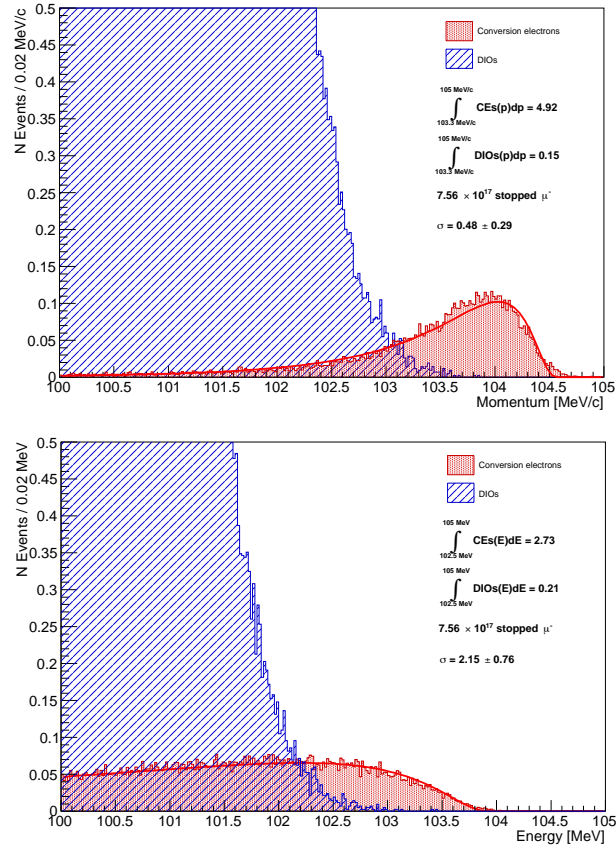 N Events / 0.02 MeV/c
0.5
0.45
0.4
0.35
0.3
0.25
0.2
0.15
0.1
0.05
0
100 100.5 101 101.5 102 102.5 103 103.5 104 104.5 105
Momentum [MeV/c]
Conversion electrons
DIOs
105 MeV/c
∫ CEs(p)dp = 4.92
103.3 MeV/c
105 MeV/c
∫ DIOs(p)dp = 0.15
103.3 MeV/c
7.56 × 10^17 stopped μ^-
σ = 0.48 ± 0.29
N Events / 0.02 MeV
0.5
0.45
0.4
0.35
0.3
0.25
0.2
0.15
0.1
0.05
0
100 100.5 101 101.5 102 102.5 103 103.5 104 104.5 105
Energy [MeV]
Conversion electrons
DIOs
105 MeV
∫ CEs(E)dE = 2.73
102.5 MeV
105 MeV
∫ DIOs(E)dE = 0.21
102.5 MeV
7.56 × 10^17 stopped μ^-
σ = 2.15 ± 0.76